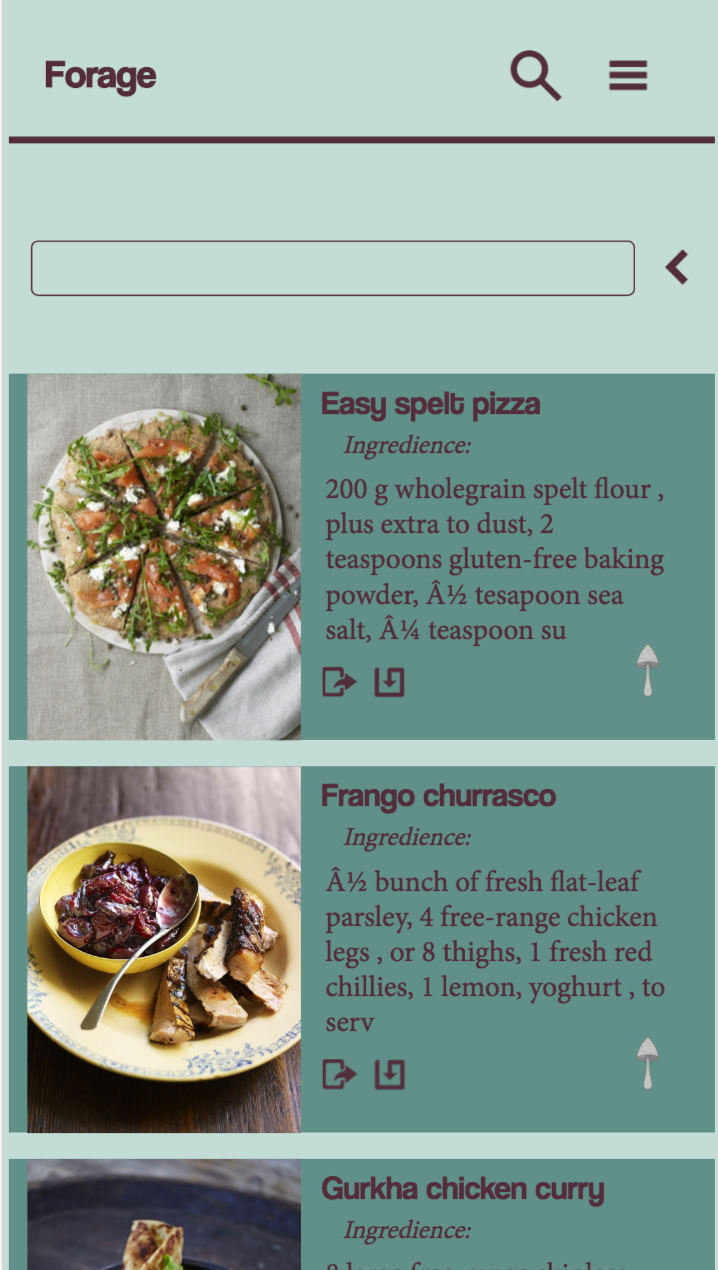 Forage
Easy spelt pizza
Ingredience:
200 g wholegrain spelt flour ,
plus extra to dust, 2
teaspoons gluten-free baking
powder, Â½ tesapoon sea
salt, Â¼ teaspoon su
Frango churrasco
Ingredience:
Â½ bunch of fresh flat-leaf
parsley, 4 free-range chicken
legs , or 8 thighs, 1 fresh red
chillies, 1 lemon, yoghurt , to
serv
Gurkha chicken curry
Ingredience: